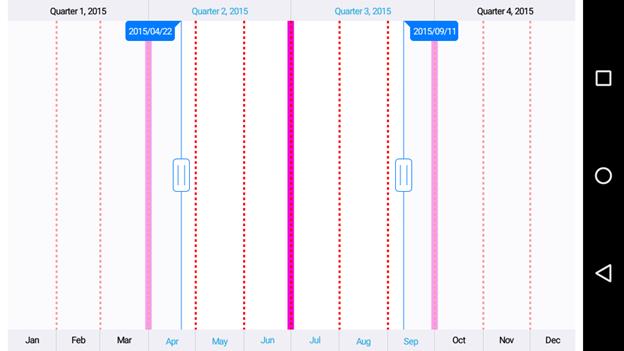 Quarter 1, 2015 Quarter 2, 2015 Quarter 3, 2015 Quarter 4, 2015
2015/04/22 2015/09/11
Jan Feb Mar Apr May Jun Jul Aug Sep Oct Nov Dec